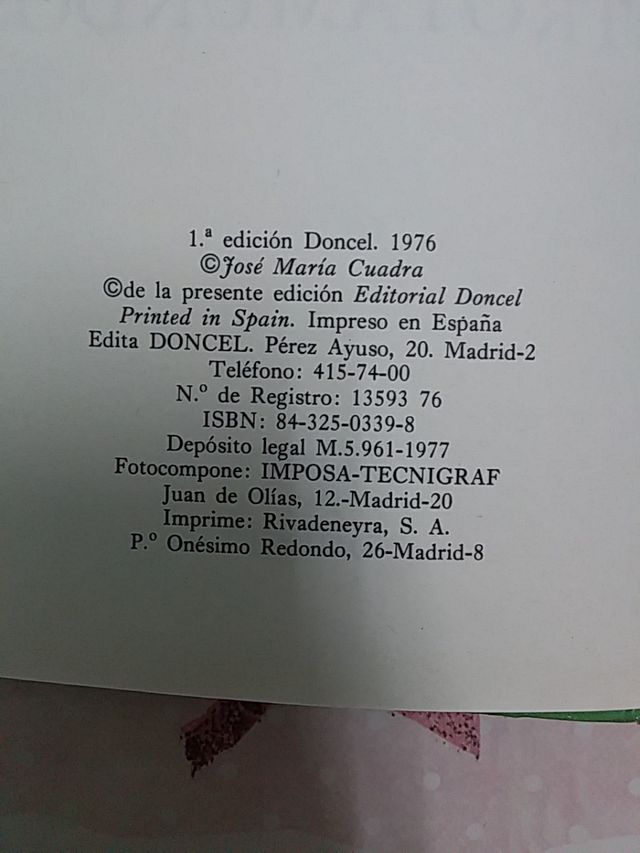 1.ª edición Doncel. 1976
©José María Cuadra
©de la presente edición Editorial Doncel
Printed in Spain. Impreso en España
Edita DONCEL. Pérez Ayuso, 20. Madrid-2
Teléfono: 415-74-00
N.º de Registro: 13593 76
ISBN: 84-325-0339-8
Depósito legal M.5.961-1977
Fotocompone: IMPOSA-TECNIGRAF
Juan de Olías, 12.-Madrid-20
Imprime: Rivadeneyra, S. A.
P.º Onésimo Redondo, 26-Madrid-8